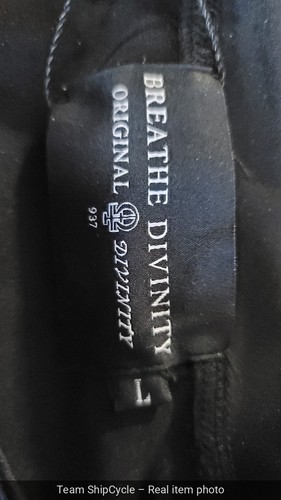 BREATHE DIVINITY
ORIGINAL DIVINITY
937
L
Team ShipCycle – Real item photo